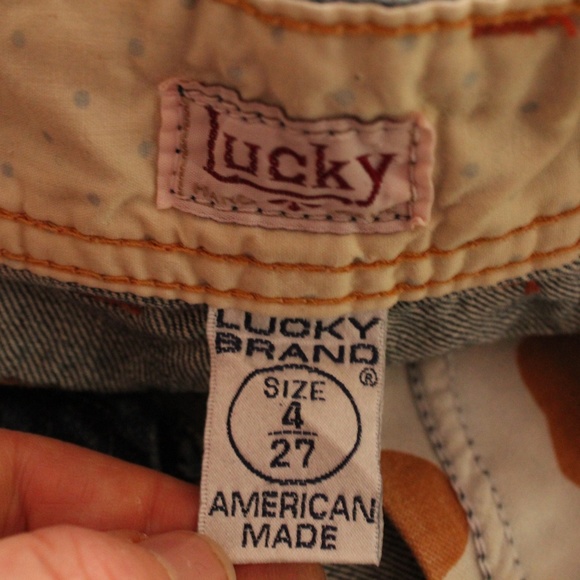 Lucky
LUCKY
BRAND
®
SIZE
4
27
AMERICAN
MADE